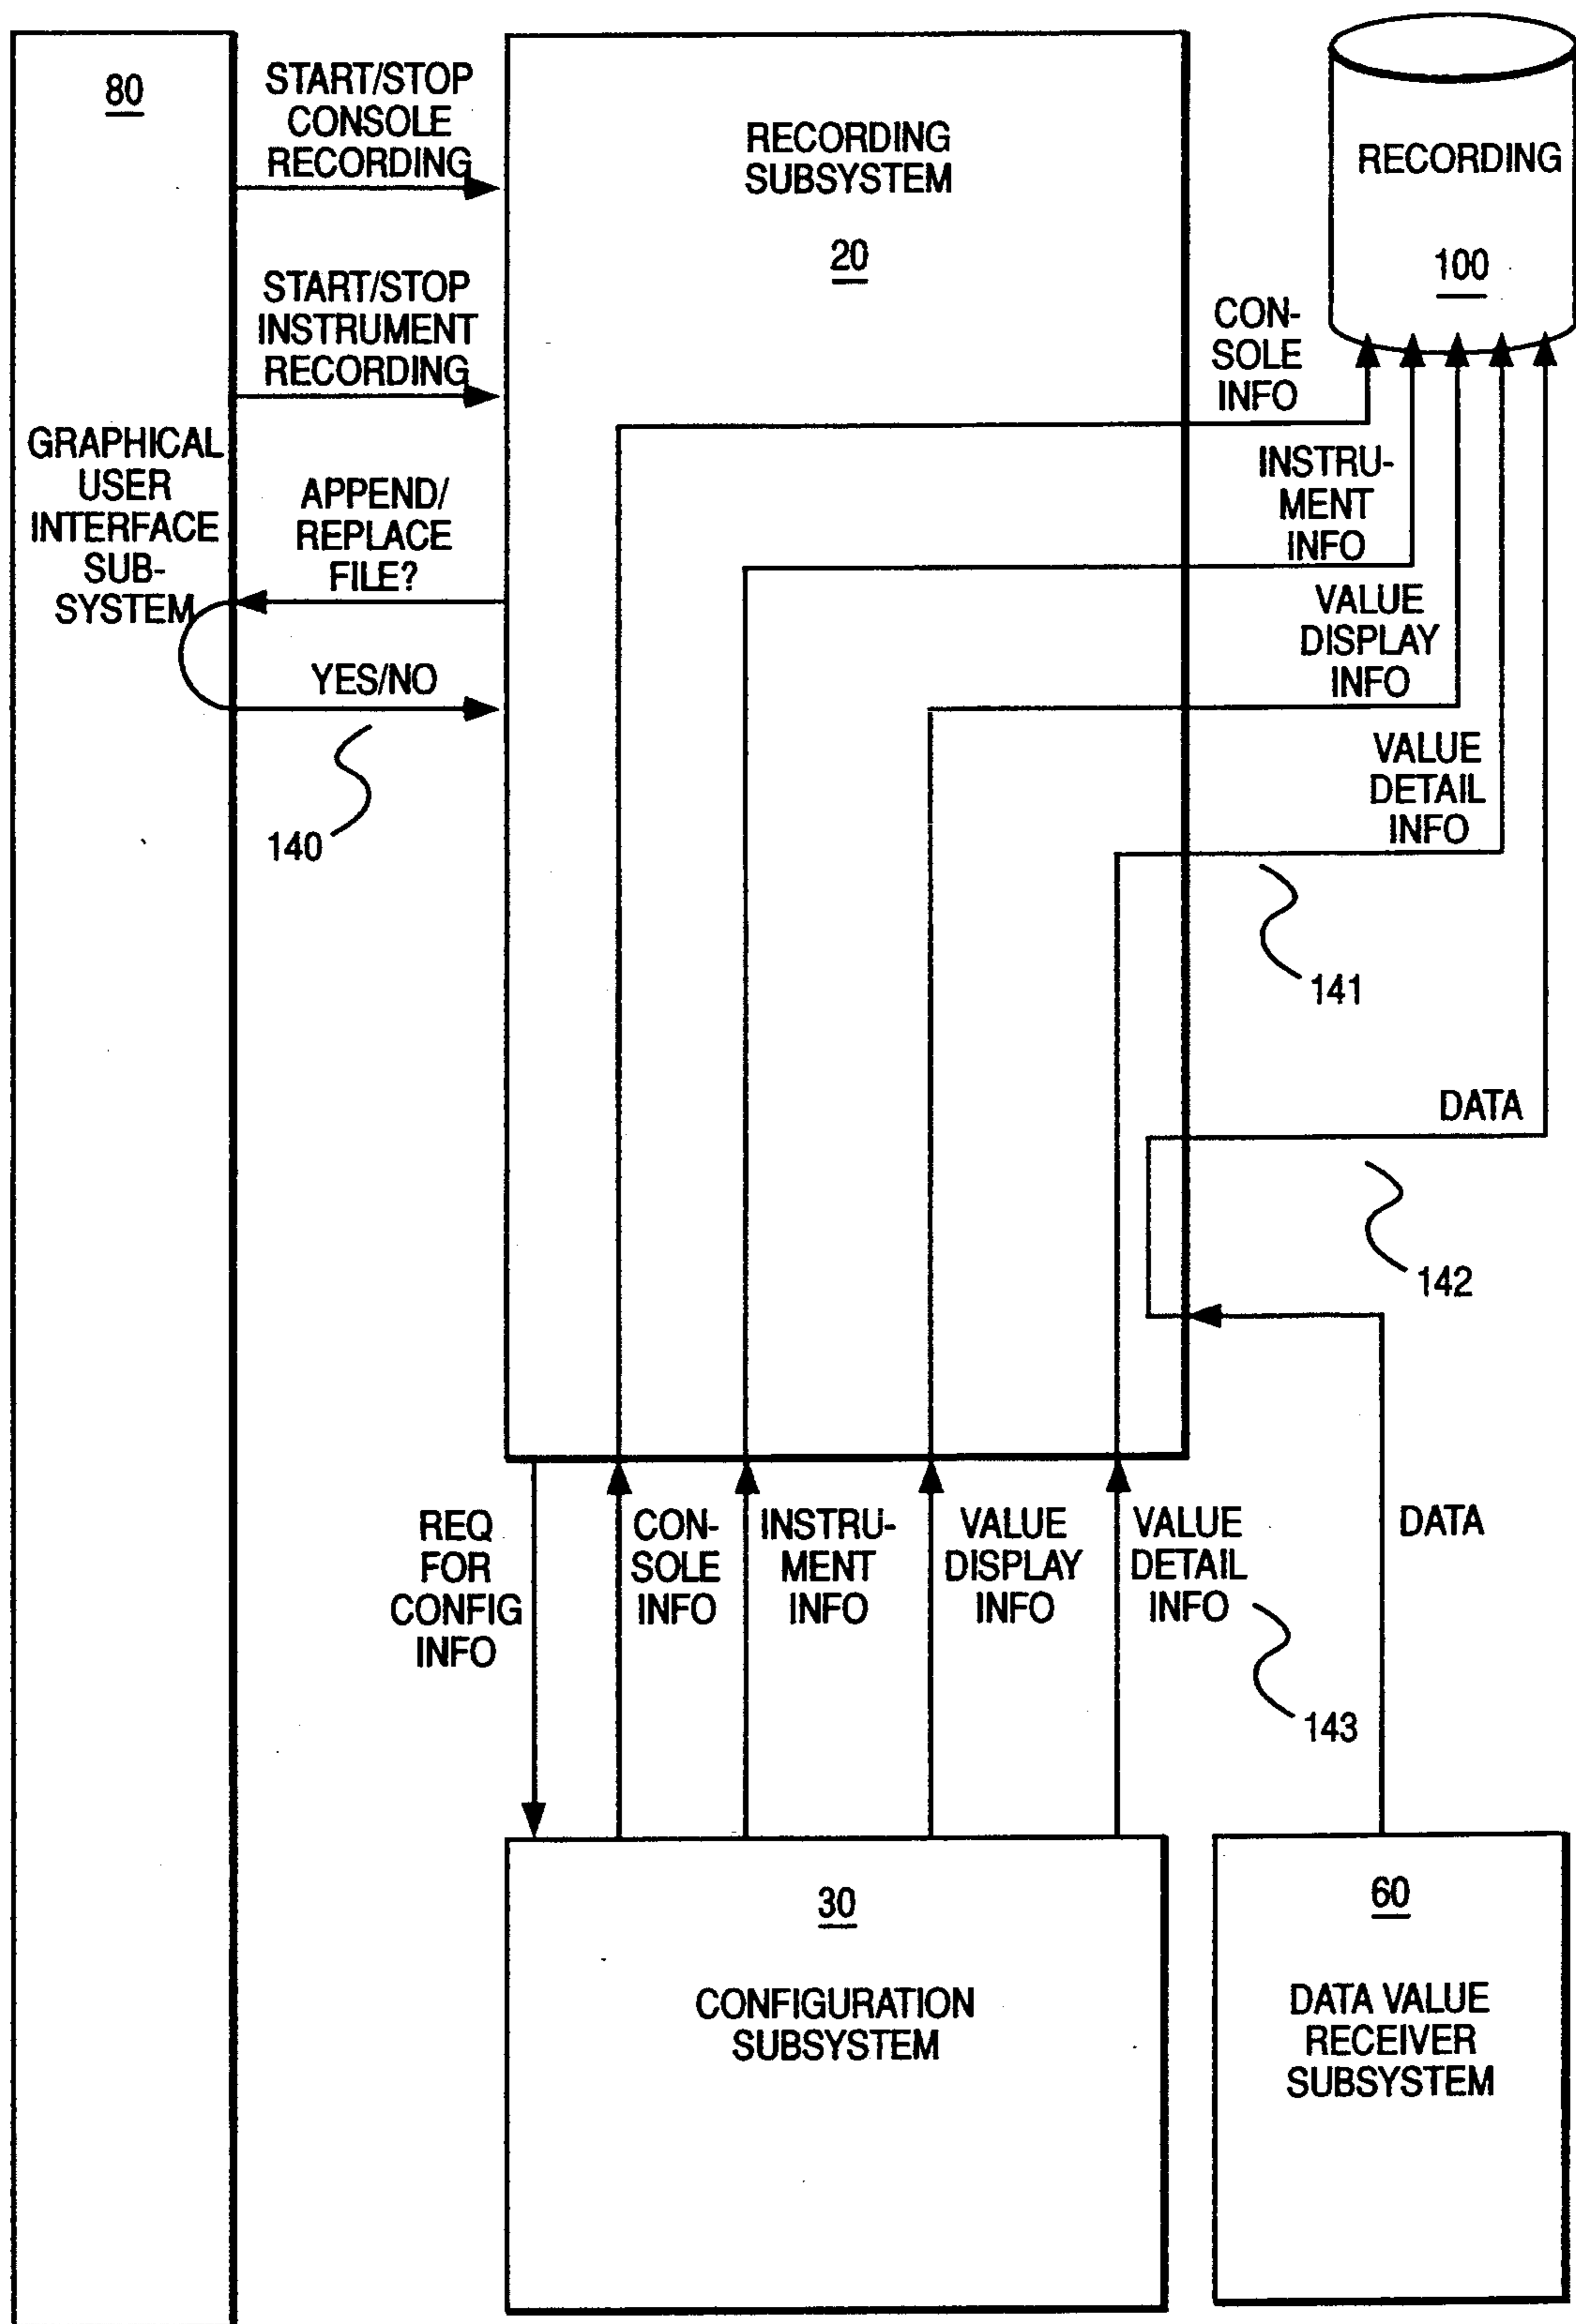 80
GRAPHICAL
USER
INTERFACE
SUB-
SYSTEM
START/STOP
CONSOLE
RECORDING
START/STOP
INSTRUMENT
RECORDING
APPEND/
REPLACE
FILE?
YES/NO
140
RECORDING
SUBSYSTEM
20
RECORDING
100
CON-
SOLE
INFO
INSTRU-
MENT
INFO
VALUE
DISPLAY
INFO
VALUE
DETAIL
INFO
141
DATA
142
REQ
FOR
CONFIG
INFO
CON-
SOLE
INFO
INSTRU-
MENT
INFO
VALUE
DISPLAY
INFO
VALUE
DETAIL
INFO
143
DATA
30
CONFIGURATION
SUBSYSTEM
60
DATA VALUE
RECEIVER
SUBSYSTEM